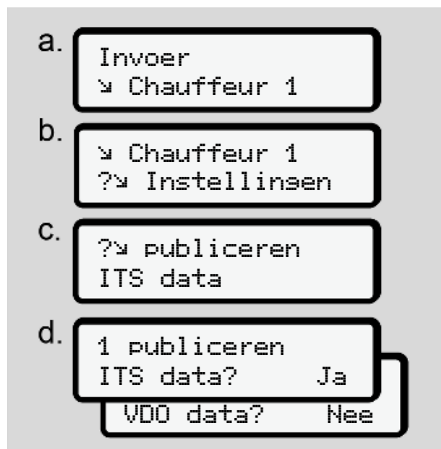 a.
Invoer
↘ Chauffeur 1
b.
↘ Chauffeur 1
?↘ Instellingen
c.
?↘ publiceren
ITS data
d.
1 publiceren
ITS data? Ja
VDO data? Nee